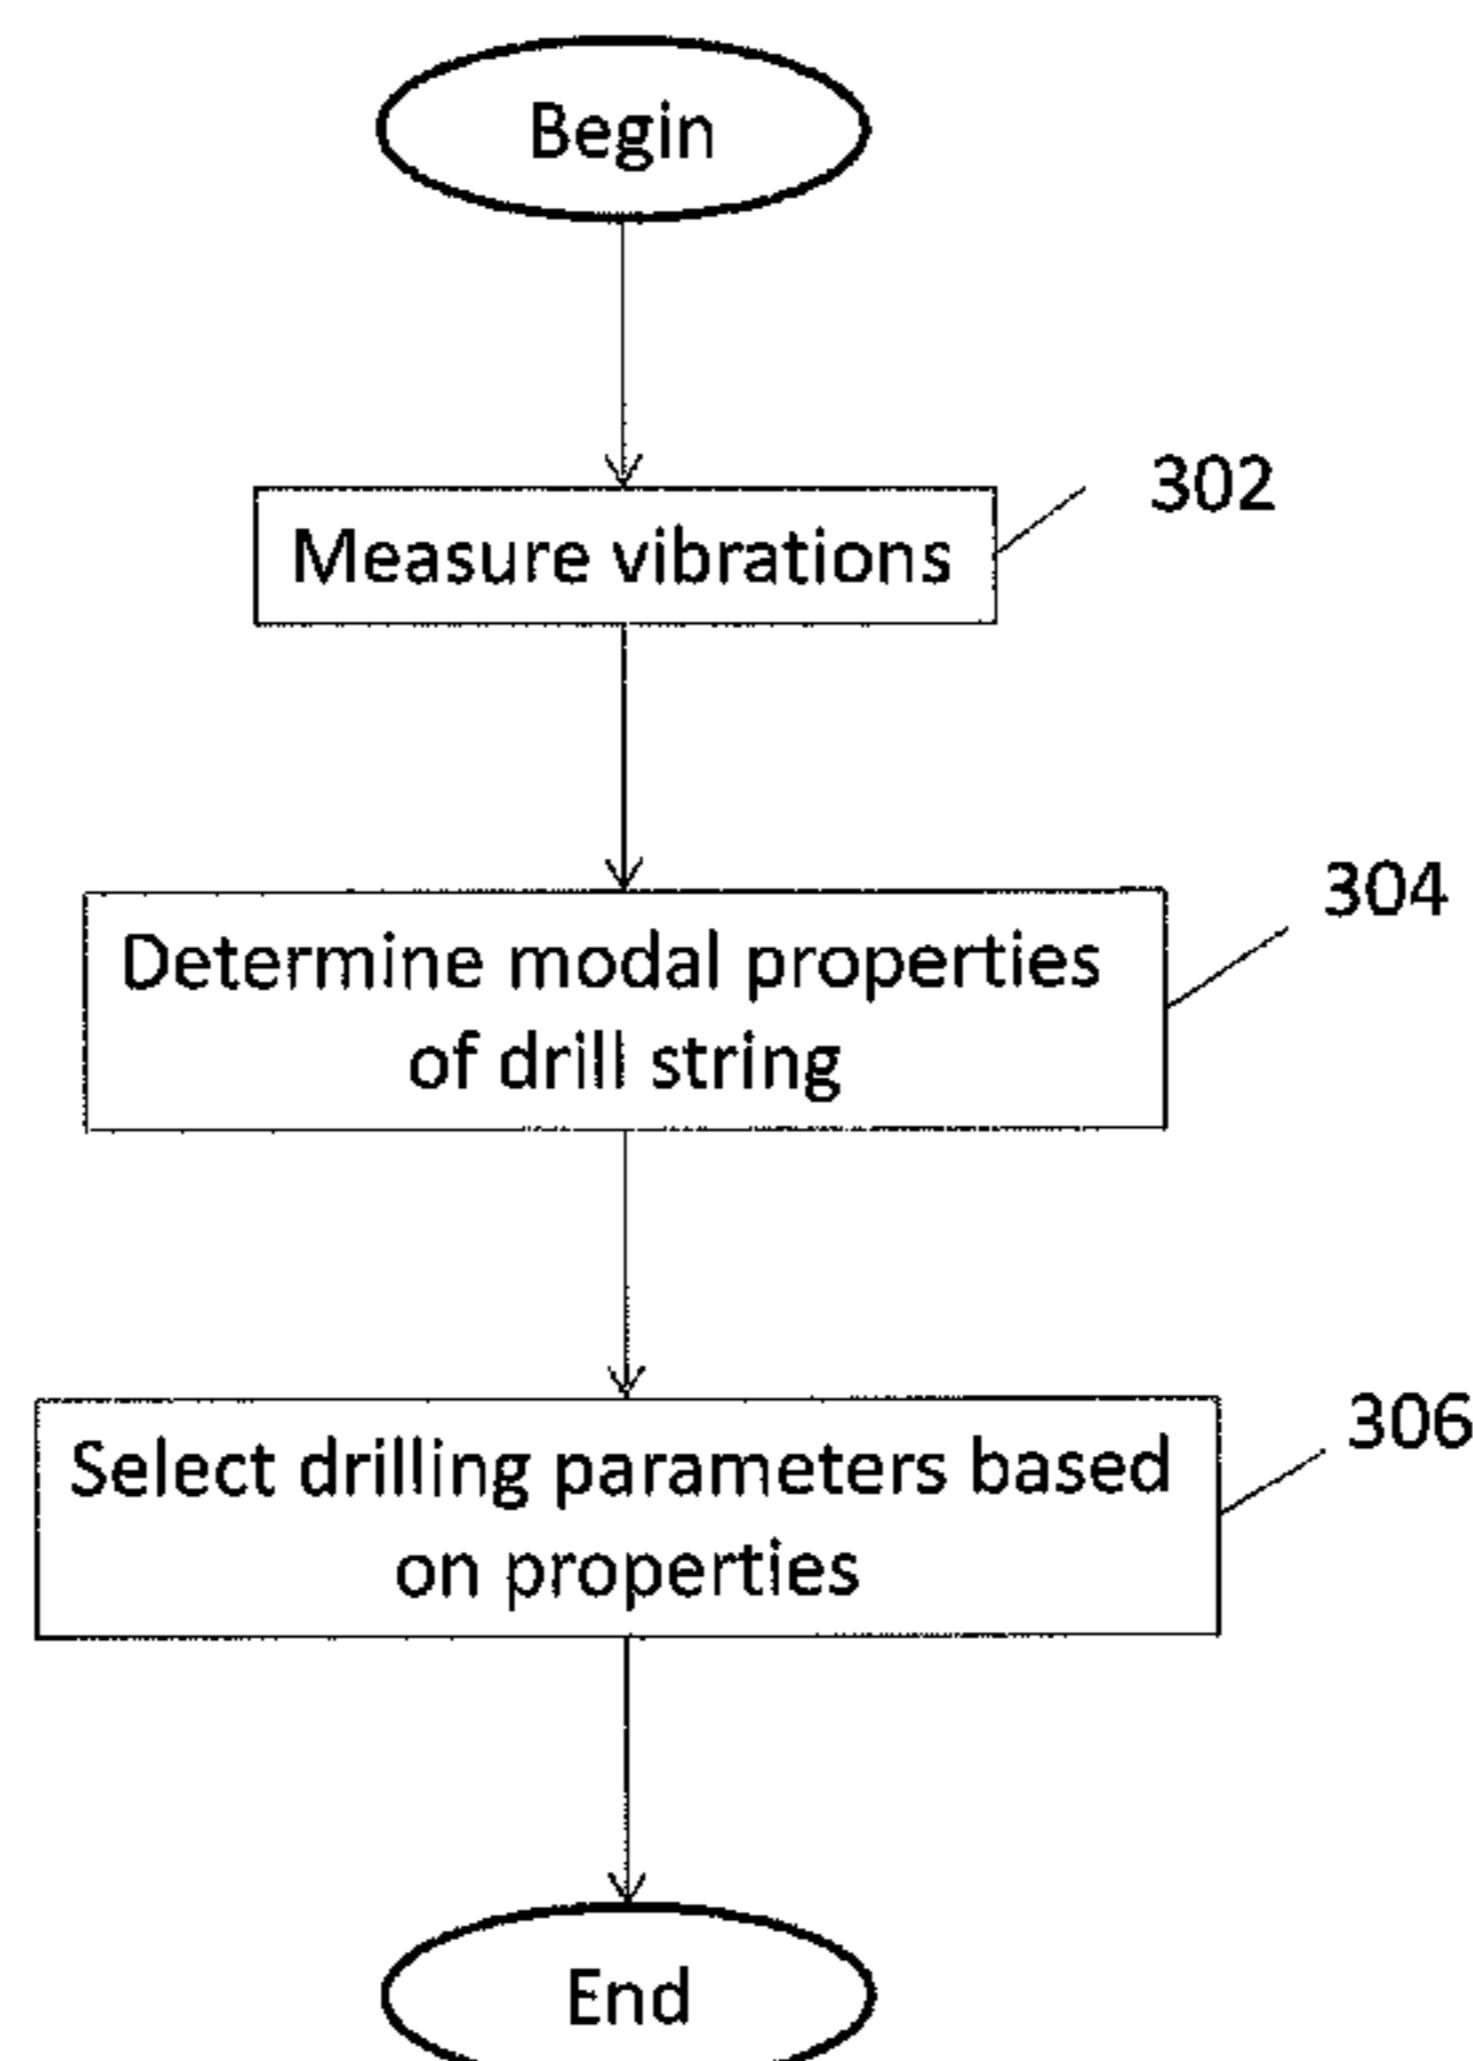 Begin
302
Measure vibrations
304
Determine modal properties
of drill string
306
Select drilling parameters based
on properties
End